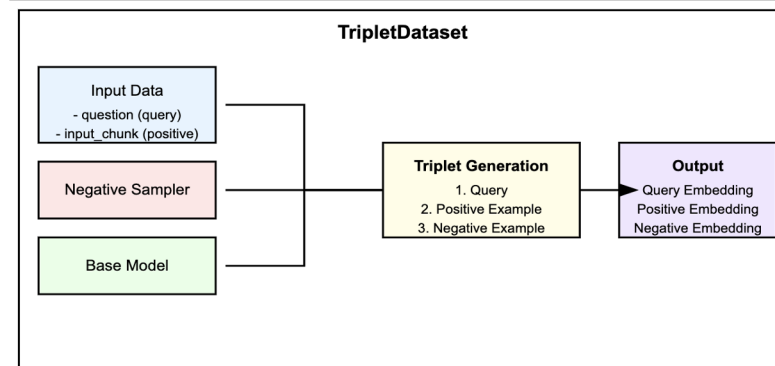 TripletDataset
Input Data
- question (query)
- input_chunk (positive)
Negative Sampler
Base Model
Triplet Generation
1. Query
2. Positive Example
3. Negative Example
Output
Query Embedding
Positive Embedding
Negative Embedding